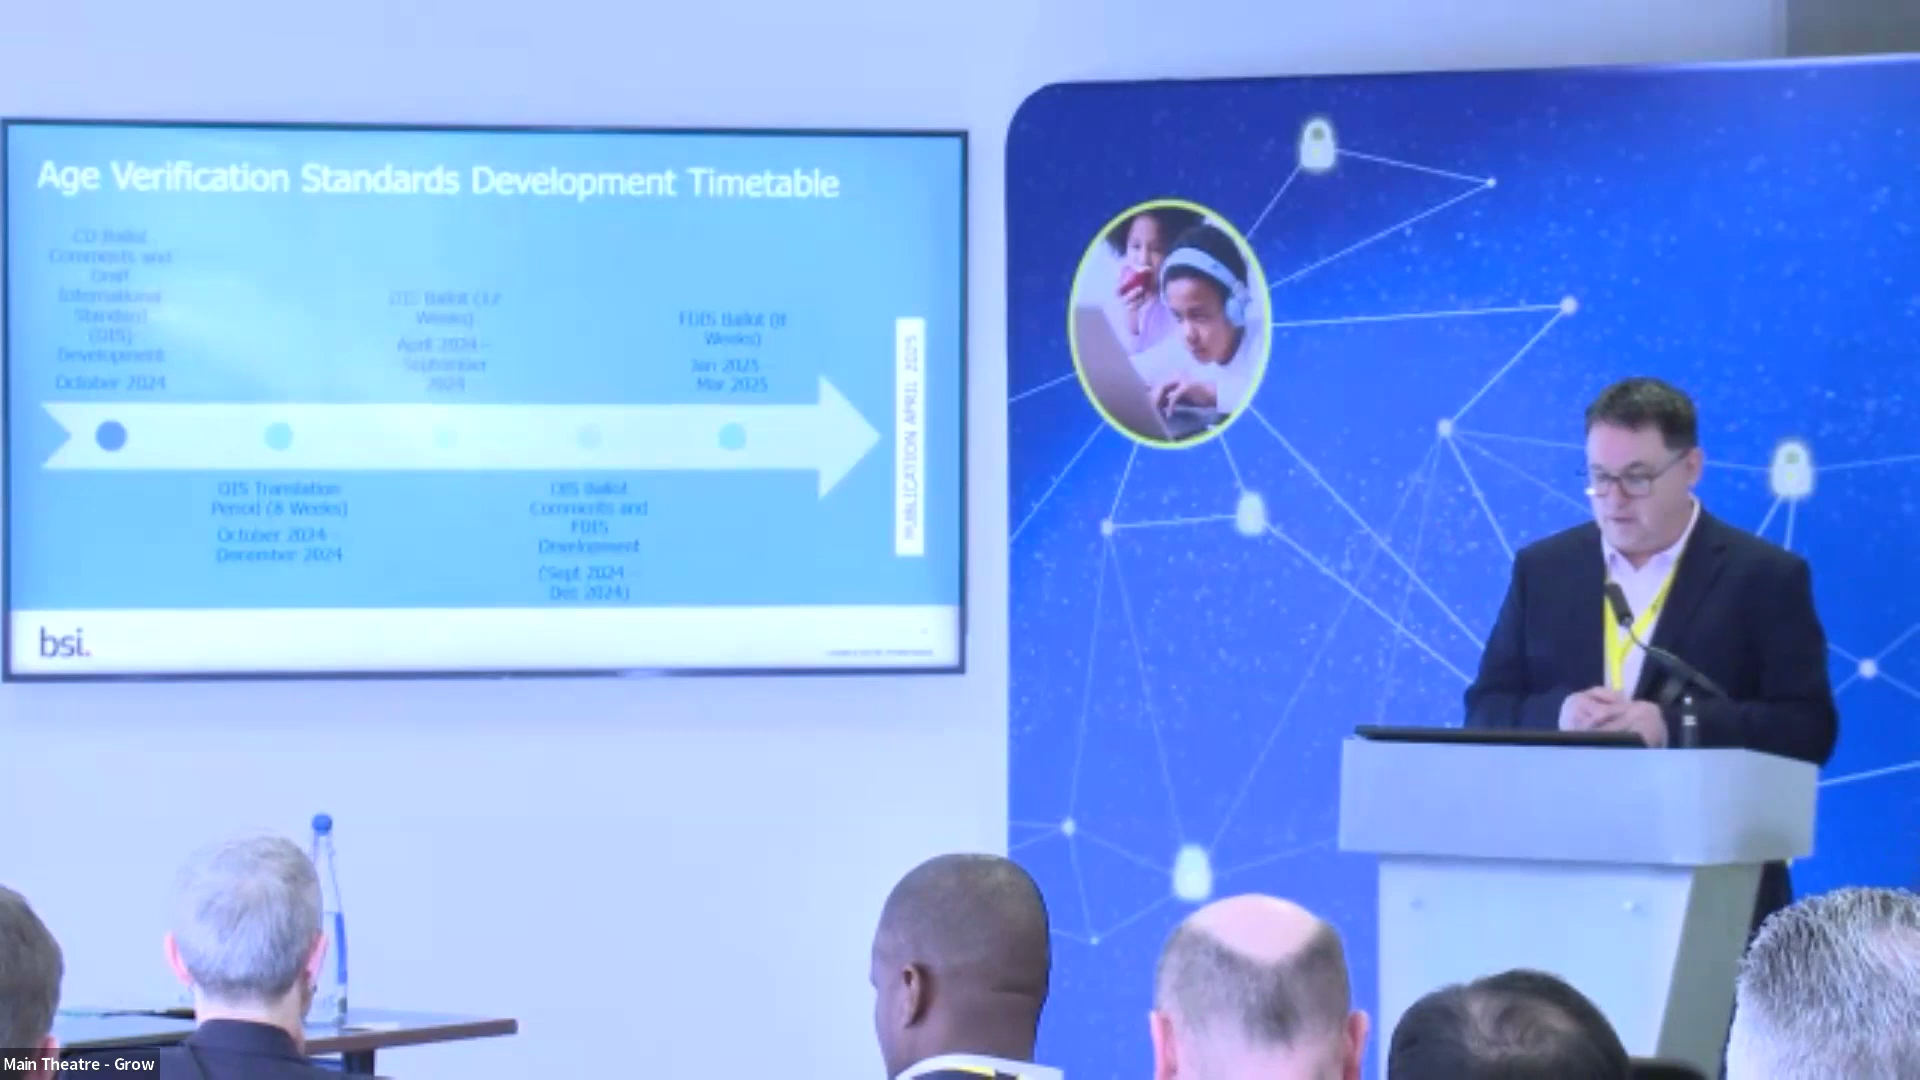 Age Verification Standards Development Timetable
CD Ballot
Comments and
Draft
International
Standard
(DIS)
Development
October 2024
DIS Translation
Period (8 Weeks)
October 2024 -
December 2024
DIS Ballot (12
Weeks)
April 2024 -
September
2024
DIS Ballot
Comments and
FDIS
Development
(Sept 2024 -
Dec 2024)
FDIS Ballot (8
Weeks)
Jan 2025
Mar 2025
PUBLICATION APRIL 2025
bsi.
Main Theatre - Grow